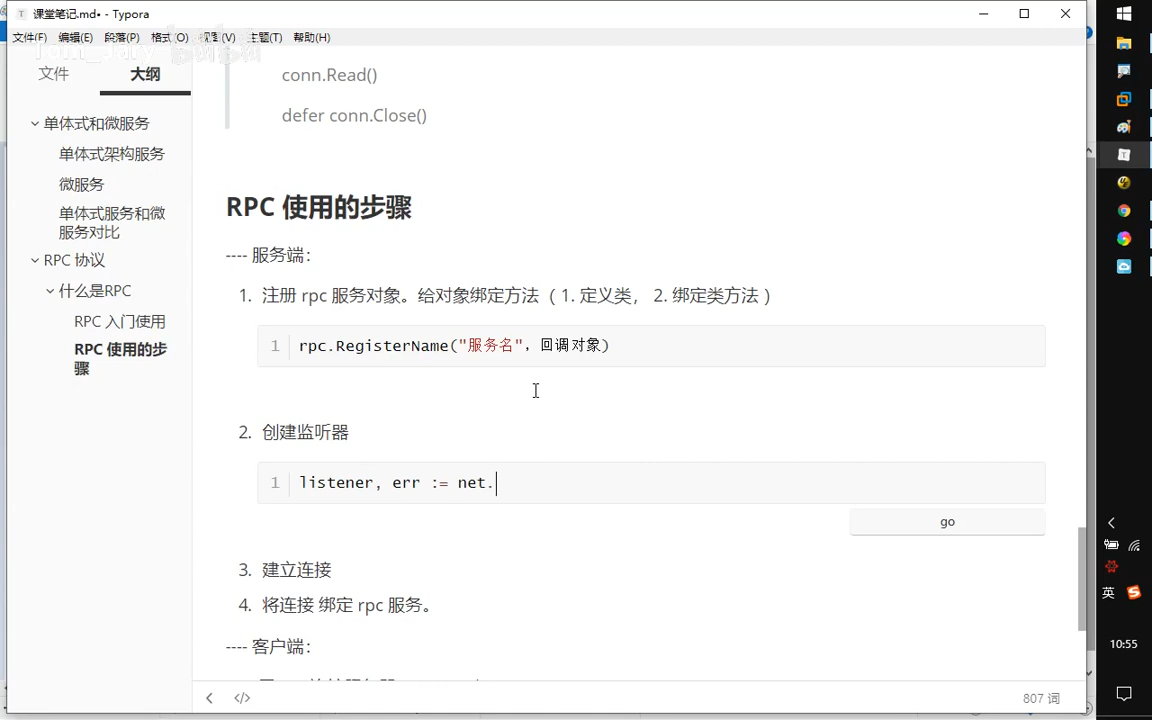 课堂笔记.md• - Typora
文件(F) 编辑(E) 段落(P) 格式(O) 视图(V) 主题(T) 帮助(H)
文件 大纲
单体式和微服务
单体式架构服务
微服务
单体式服务和微
服务对比
RPC 协议
什么是RPC
RPC 入门使用
RPC 使用的步
骤
conn.Read()
defer conn.Close()
RPC 使用的步骤
---- 服务端：
1. 注册 rpc 服务对象。给对象绑定方法（ 1. 定义类， 2. 绑定类方法 ）
1 rpc.RegisterName("服务名", 回调对象)
2. 创建监听器
1 listener, err := net.
go
3. 建立连接
4. 将连接 绑定 rpc 服务。
---- 客户端：
807 词
英
10:55